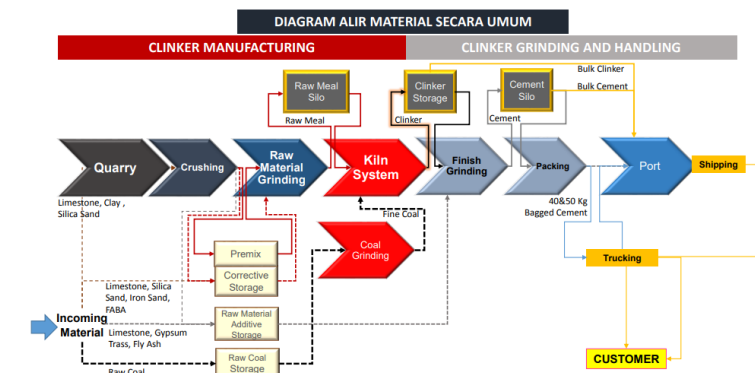 DIAGRAM ALIR MATERIAL SECARA UMUM
CLINKER MANUFACTURING
CLINKER GRINDING AND HANDLING
Raw Meal
Silo
Clinker
Storage
Cement
Silo
Bulk Clinker
Bulk Cement
Raw Meal
Clinker
Cement
Quarry
Crushing
Raw
Material
Grinding
Kiln
System
Finish
Grinding
Packing
Port
Shipping
Limestone, Clay ,
Silica Sand
Fine Coal
40&50 Kg
Bagged Cement
Coal
Grinding
Premix
Trucking
Corrective
Storage
Limestone, Silica
Sand, Iron Sand,
FABA
Incoming
Material
Raw Material
Additive
Storage
Limestone, Gypsum
Trass, Fly Ash
Raw Coal
Storage
Raw Coal
CUSTOMER